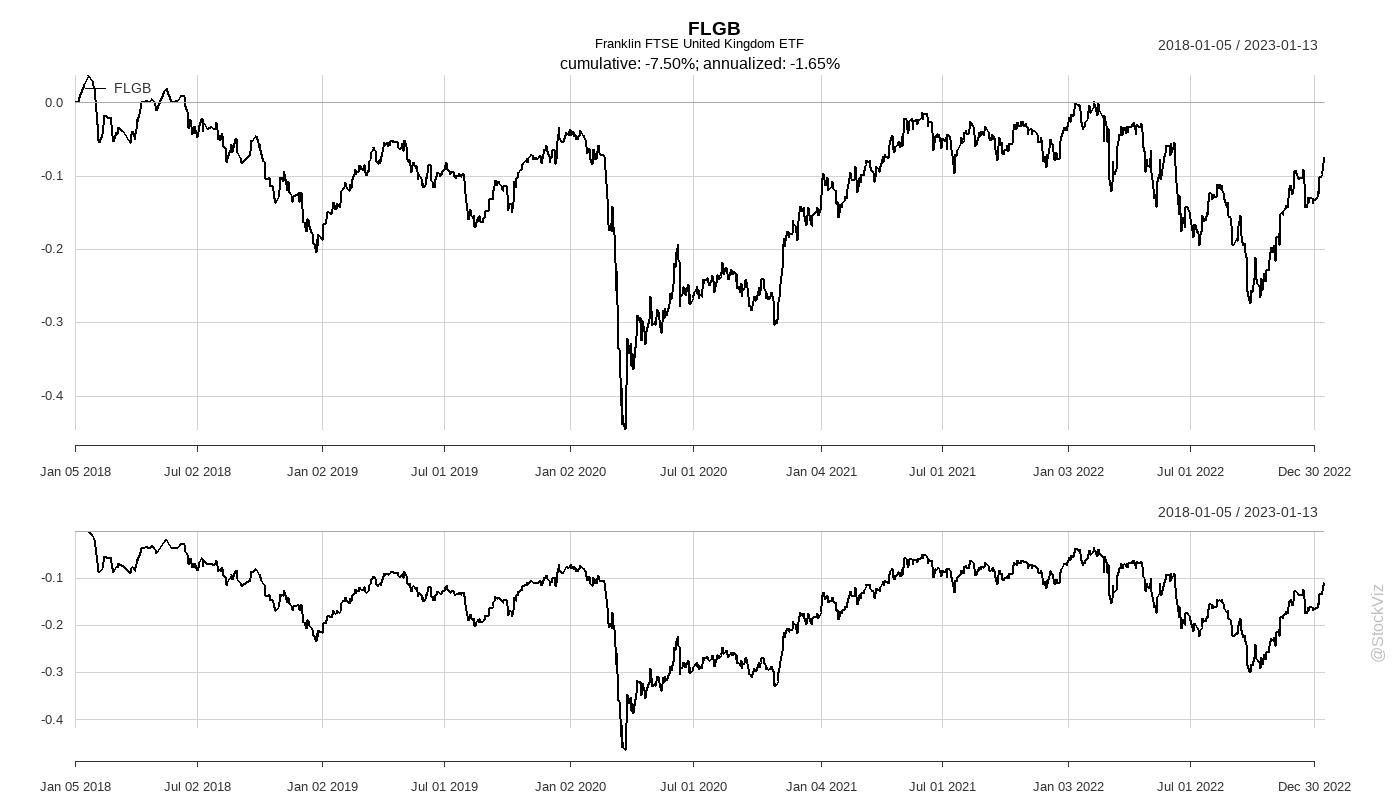 FLGB
Franklin FTSE United Kingdom ETF
cumulative: -7.50%; annualized: -1.65%
2018-01-05 / 2023-01-13
FLGB
0.0
-0.1
-0.2
-0.3
-0.4
Jan 05 2018 Jul 02 2018 Jan 02 2019 Jul 01 2019 Jan 02 2020 Jul 01 2020 Jan 04 2021 Jul 01 2021 Jan 03 2022 Jul 01 2022 Dec 30 2022
2018-01-05 / 2023-01-13
-0.1
-0.2
-0.3
-0.4
Jan 05 2018 Jul 02 2018 Jan 02 2019 Jul 01 2019 Jan 02 2020 Jul 01 2020 Jan 04 2021 Jul 01 2021 Jan 03 2022 Jul 01 2022 Dec 30 2022
@StockViz